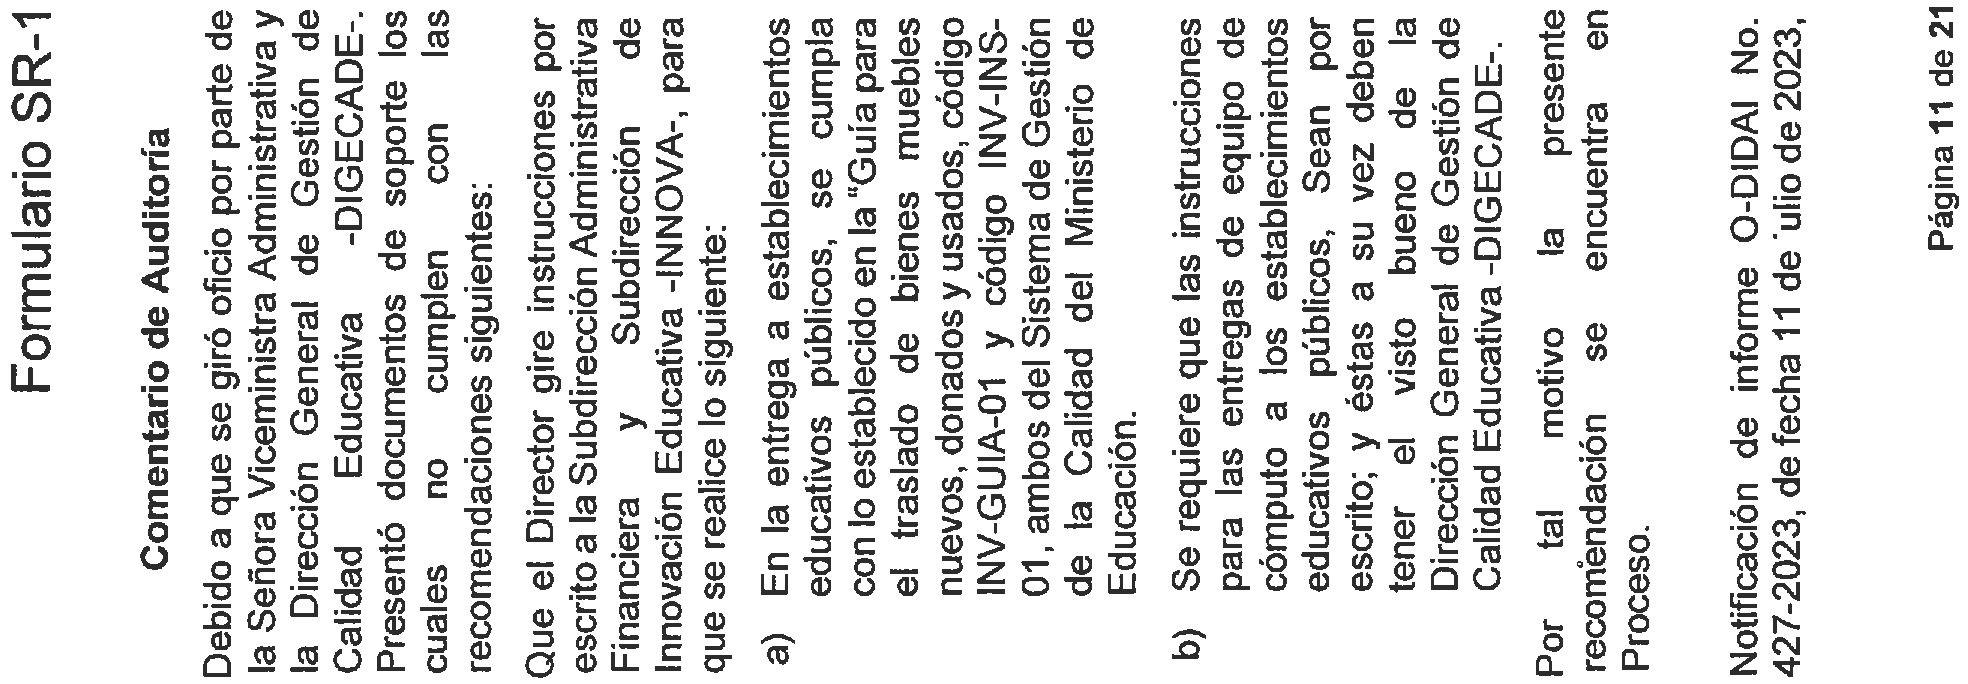 Formulario SR-1
Comentario de Auditoría
Debido a que se giró oficio por parte de
la Señora Viceministra Administrativa y
la Dirección General de Gestión de
Calidad Educativa -DIGECADE-.
Presentó documentos de soporte los
cuales no cumplen con las
recomendaciones siguientes:
Que el Director gire instrucciones por
escrito a la Subdirección Administrativa
Financiera y Subdirección de
Innovación Educativa -INNOVA-, para
que se realice lo siguiente:
a) En la entrega a establecimientos
educativos públicos, se cumpla
con lo establecido en la "Guía para
el traslado de bienes muebles
nuevos, donados y usados, código
INV-GUIA-01 y código INV-INS-
01, ambos del Sistema de Gestión
de la Calidad del Ministerio de
Educación.
b) Se requiere que las instrucciones
para las entregas de equipo de
cómputo a los establecimientos
educativos públicos, Sean por
escrito; y éstas a su vez deben
tener el visto bueno de la
Dirección General de Gestión de
Calidad Educativa -DIGECADE-.
Por tal motivo la presente
recomendación se encuentra en
Proceso.
Notificación de informe O-DIDAI No.
427-2023, de fecha 11 de julio de 2023,
Página 11 de 21